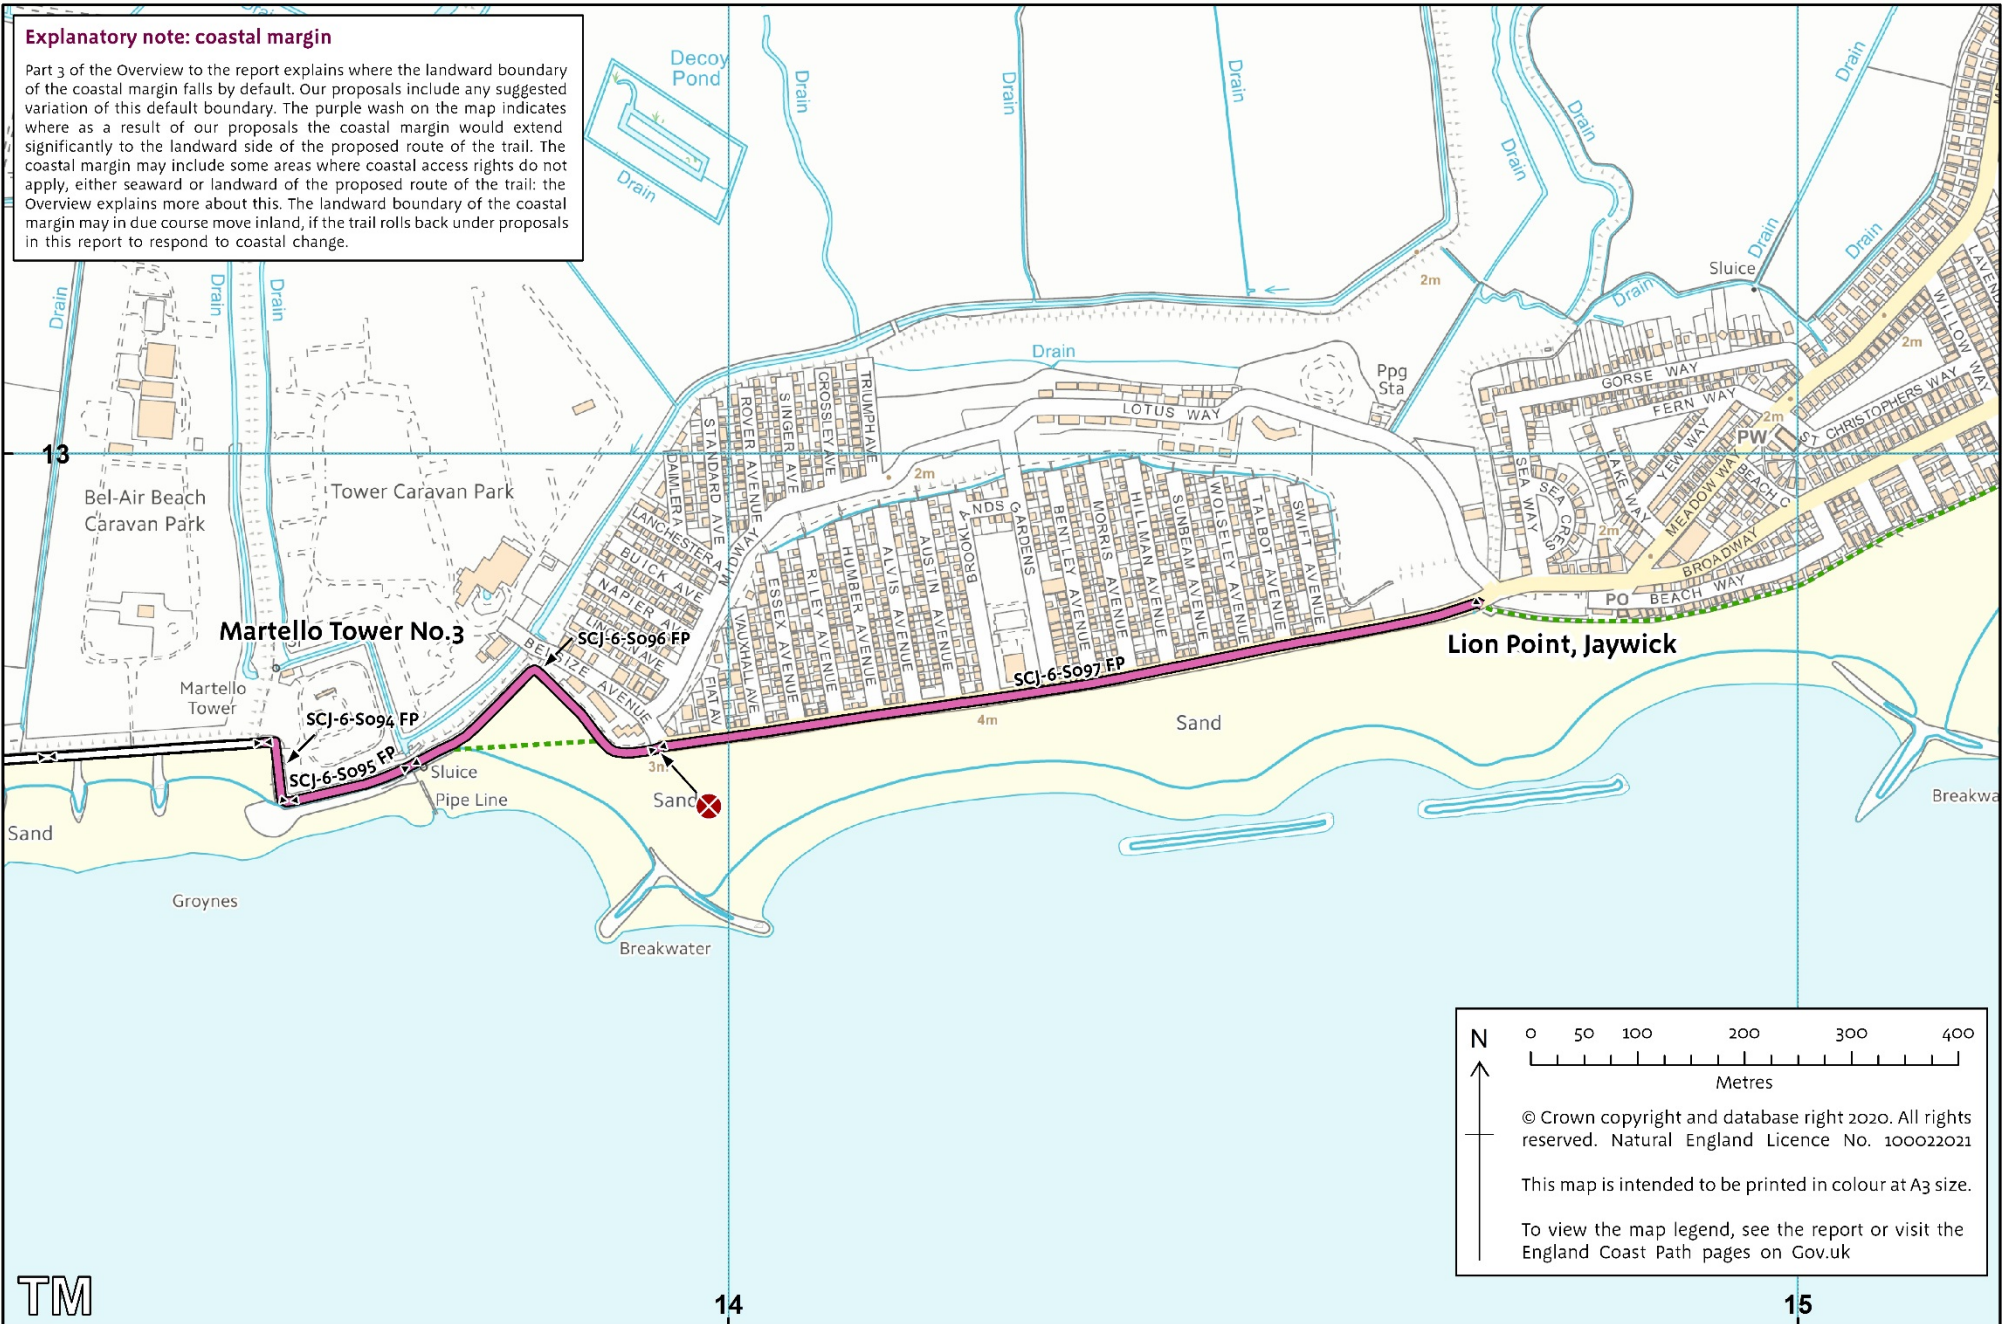 Explanatory note: coastal margin
Part 3 of the Overview to the report explains where the landward boundary
of the coastal margin falls by default. Our proposals include any suggested
variation of this default boundary. The purple wash on the map indicates
where as a result of our proposals the coastal margin would extend
significantly to the landward side of the proposed route of the trail. The
coastal margin may include some areas where coastal access rights do not
apply, either seaward or landward of the proposed route of the trail: the
Overview explains more about this. The landward boundary of the coastal
margin may in due course move inland, if the trail rolls back under proposals
in this report to respond to coastal change.
Decoy
Pond
Drain
Drain
Drain
Drain
Drain
Drain
Drain
Drain
Drain
Drain
Sluice
Drain
Drain
Drain
Drain
2m
Drain
Ppg
Sta
13
Bel-Air Beach
Caravan Park
Tower Caravan Park
Martello Tower No.3
Martello
Tower
SCJ-6-S094 FP
SCJ-6-S095 FP
SCJ-6-S096 FP
SCJ-6-S097 FP
Sluice
Pipe Line
DAIMLER A
STANDARD AVE
ROVER AVENUE
SINGER AVE
CROSSLEY AVE
TRIUMPH AVE
LANCHESTER A
BUICK AVE
NAPIER AV
BELSIZE AVENUE
MIDWAY
FIAT AV
VAUXHALL AVE
ESSEX AVENUE
RILEY AVENUE
HUMBER AVENUE
ALVIS AVENUE
AUSTIN AVENUE
BROOKLANDS GARDENS
BENTLEY AVENUE
MORRIS AVENUE
HILLMAN AVENUE
SUNBEAM AVENUE
WOLSELEY AVENUE
TALBOT AVENUE
SWIFT AVENUE
LOTUS WAY
2m
GORSE WAY
FERN WAY
YEW WAY
LAKE WAY
SEA WAY
SEA CRES
MEADOW WAY
BEACH C
PW
ST CHRISTOPHERS WAY
WILLOW WAY
LAVEN
2m
2m
2m
BROADWAY
PO
BEACH WAY
Lion Point, Jaywick
4m
3m
Sand
Sand
Sand
Groynes
Breakwater
Breakwa
N
0 50 100 200 300 400
Metres
© Crown copyright and database right 2020. All rights
reserved. Natural England Licence No. 100022021
This map is intended to be printed in colour at A3 size.
To view the map legend, see the report or visit the
England Coast Path pages on Gov.uk
TM
14
15